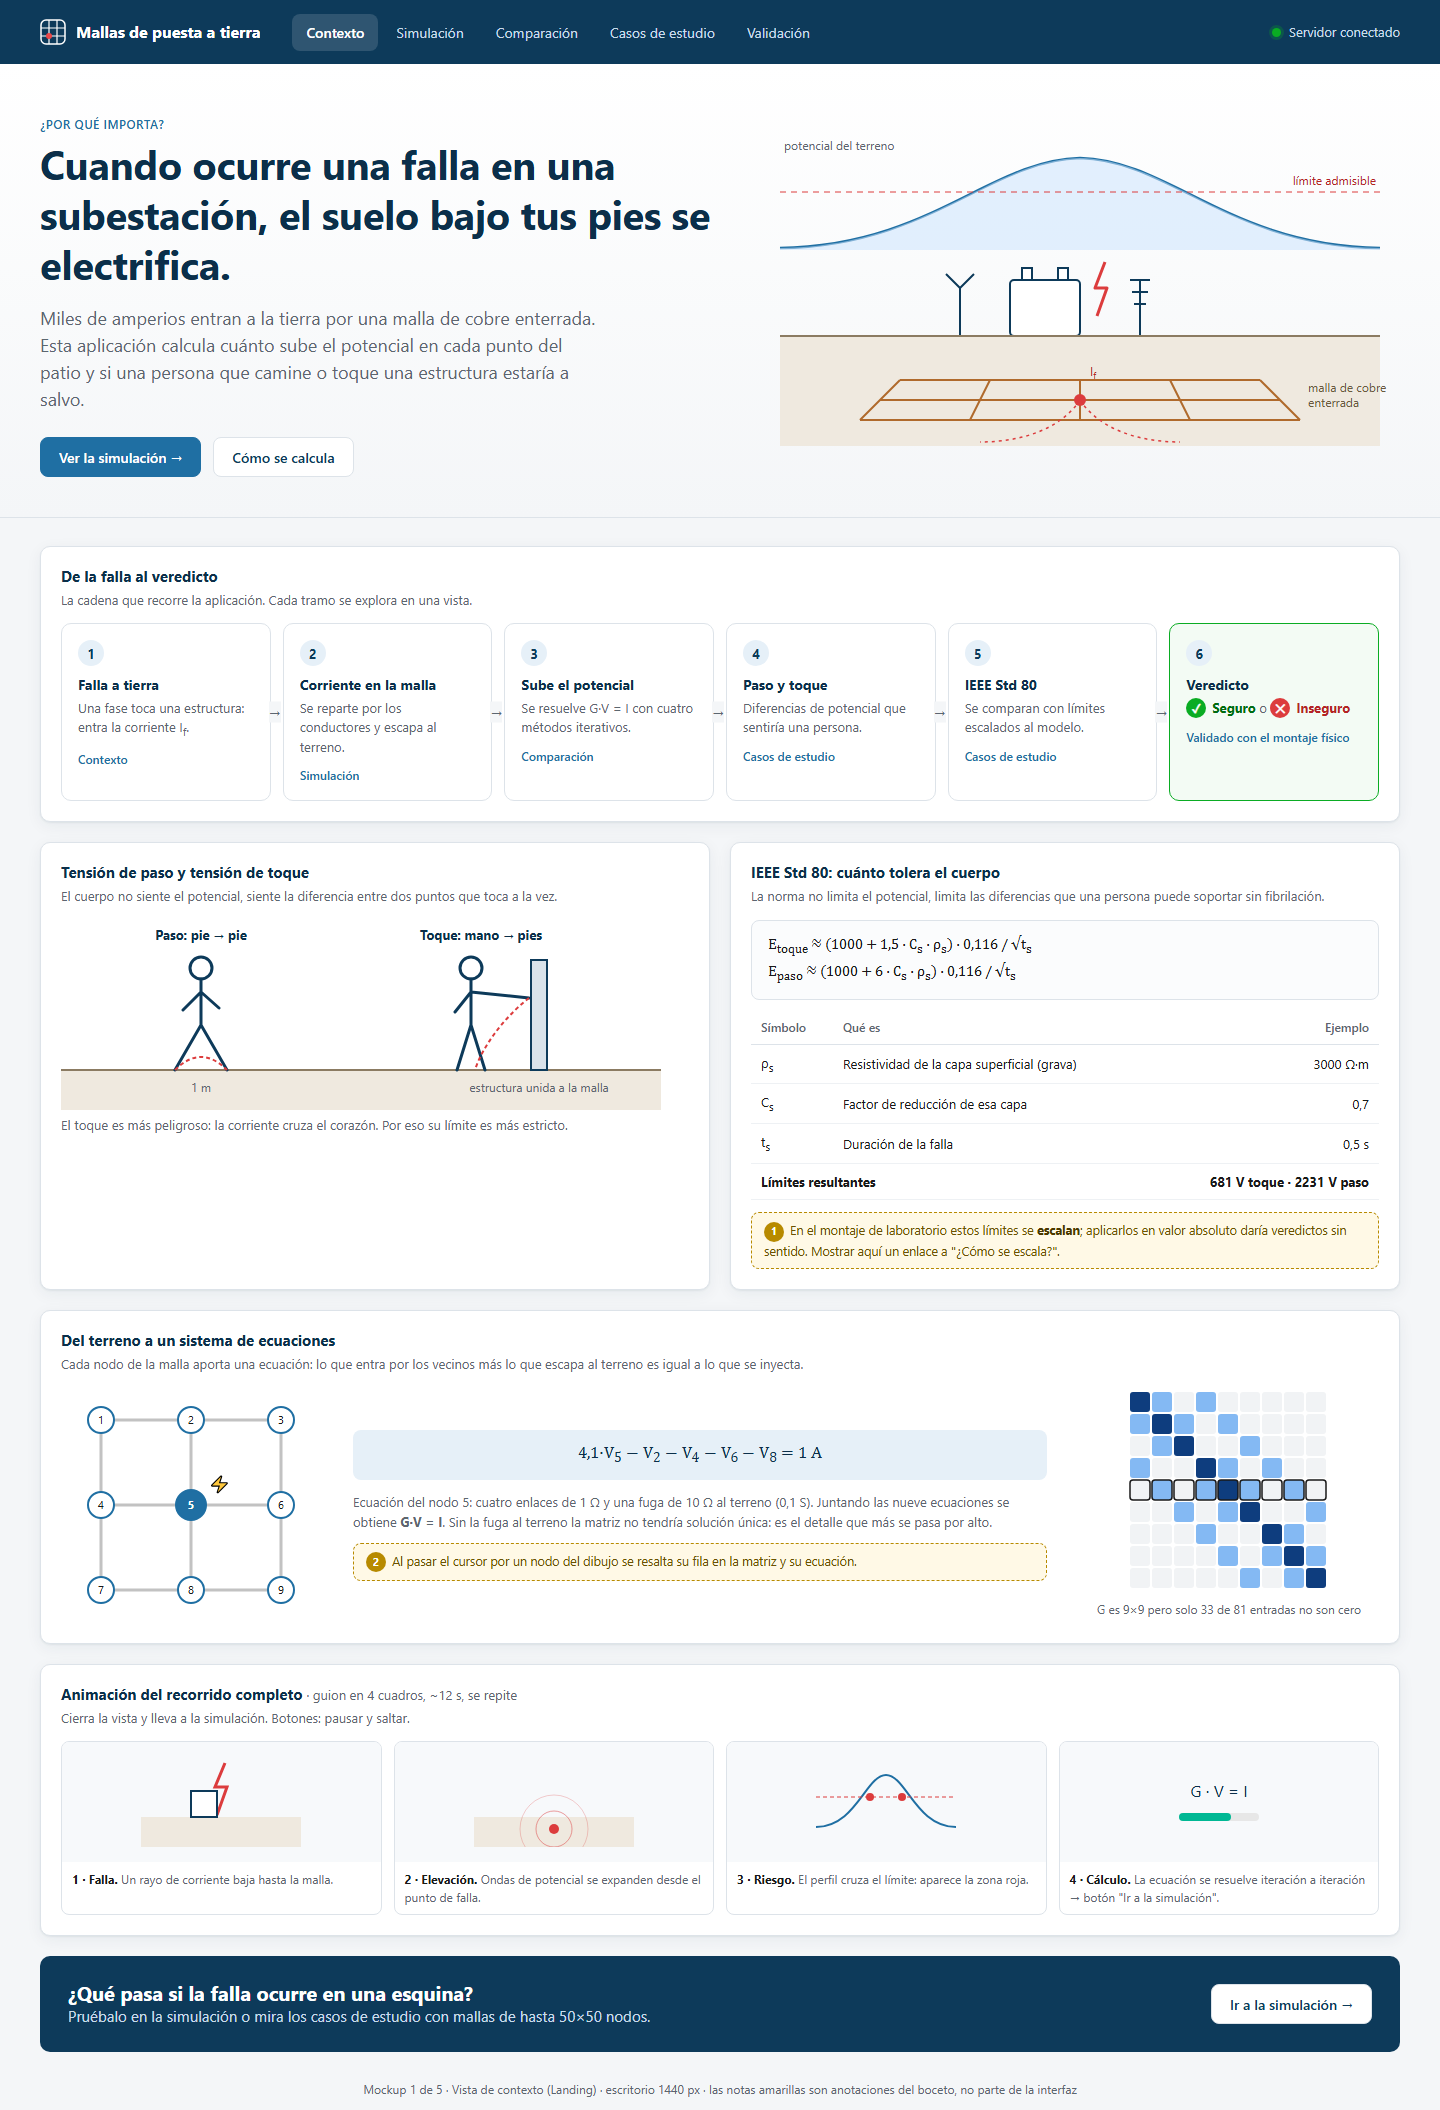 Mallas de puesta a tierra
Contexto
Simulación
Comparación
Casos de estudio
Validación
Servidor conectado
¿POR QUÉ IMPORTA?
Cuando ocurre una falla en una
subestación, el suelo bajo tus pies se
electrifica.
Miles de amperios entran a la tierra por una malla de cobre enterrada.
Esta aplicación calcula cuánto sube el potencial en cada punto del
patio y si una persona que camine o toque una estructura estaría a
salvo.
Ver la simulación →
Cómo se calcula
potencial del terreno
límite admisible
If
malla de cobre
enterrada
De la falla al veredicto
La cadena que recorre la aplicación. Cada tramo se explora en una vista.
1
Falla a tierra
Una fase toca una estructura:
entra la corriente If.
Contexto
→
2
Corriente en la malla
Se reparte por los
conductores y escapa al
terreno.
Simulación
→
3
Sube el potencial
Se resuelve G·V = I con cuatro
métodos iterativos.
Comparación
→
4
Paso y toque
Diferencias de potencial que
sentiría una persona.
Casos de estudio
→
5
IEEE Std 80
Se comparan con límites
escalados al modelo.
Casos de estudio
→
6
Veredicto
✓ Seguro o ✕ Inseguro
Validado con el montaje físico
Tensión de paso y tensión de toque
El cuerpo no siente el potencial, siente la diferencia entre dos puntos que toca a la vez.
Paso: pie → pie
Toque: mano → pies
1 m
estructura unida a la malla
El toque es más peligroso: la corriente cruza el corazón. Por eso su límite es más estricto.
IEEE Std 80: cuánto tolera el cuerpo
La norma no limita el potencial, limita las diferencias que una persona puede soportar sin fibrilación.
Etoque ≈ (1000 + 1,5 · Cs · ρs) · 0,116 / √ts
Epaso ≈ (1000 + 6 · Cs · ρs) · 0,116 / √ts
Símbolo Qué es Ejemplo
ρs Resistividad de la capa superficial (grava) 3000 Ω·m
Cs Factor de reducción de esa capa 0,7
ts Duración de la falla 0,5 s
Límites resultantes 681 V toque · 2231 V paso
1 En el montaje de laboratorio estos límites se escalan; aplicarlos en valor absoluto daría veredictos sin
sentido. Mostrar aquí un enlace a "¿Cómo se escala?".
Del terreno a un sistema de ecuaciones
Cada nodo de la malla aporta una ecuación: lo que entra por los vecinos más lo que escapa al terreno es igual a lo que se inyecta.
1 2 3
4 5 6
7 8 9
4,1·V5 − V2 − V4 − V6 − V8 = 1 A
Ecuación del nodo 5: cuatro enlaces de 1 Ω y una fuga de 10 Ω al terreno (0,1 S). Juntando las nueve ecuaciones se
obtiene G·V = I. Sin la fuga al terreno la matriz no tendría solución única: es el detalle que más se pasa por alto.
2 Al pasar el cursor por un nodo del dibujo se resalta su fila en la matriz y su ecuación.
G es 9×9 pero solo 33 de 81 entradas no son cero
Animación del recorrido completo · guion en 4 cuadros, ~12 s, se repite
Cierra la vista y lleva a la simulación. Botones: pausar y saltar.
1 · Falla. Un rayo de corriente baja hasta la malla.
2 · Elevación. Ondas de potencial se expanden desde el
punto de falla.
3 · Riesgo. El perfil cruza el límite: aparece la zona roja.
G · V = I
4 · Cálculo. La ecuación se resuelve iteración a iteración
→ botón "Ir a la simulación".
¿Qué pasa si la falla ocurre en una esquina?
Pruébalo en la simulación o mira los casos de estudio con mallas de hasta 50×50 nodos.
Ir a la simulación →
Mockup 1 de 5 · Vista de contexto (Landing) · escritorio 1440 px · las notas amarillas son anotaciones del boceto, no parte de la interfaz